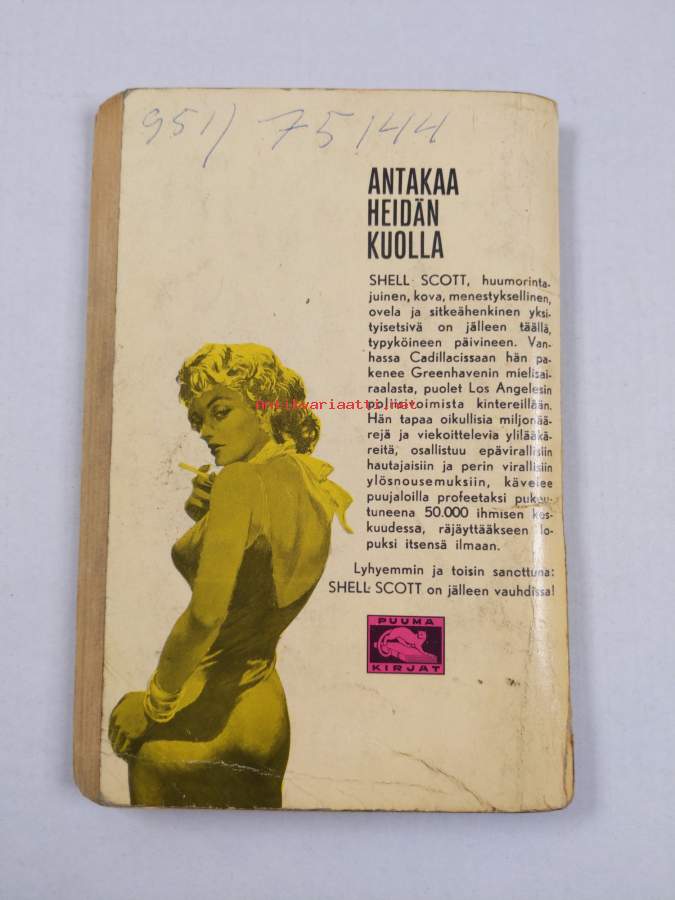 951) 75144
ANTAKAA
HEIDÄN
KUOLLA
SHELL SCOTT, huumorinta-
juinen, kova, menestyksellinen,
ovela ja sitkeähenkinen yksi-
tyisetsivä on jälleen täällä,
typyköineen päivineen. Van-
hassa Cadillacissaan hän pa-
kenee Greenhavenin mielisai-
raalasta, puolet Los Angelesin
poliisivoimista kintereillään.
Hän tapaa oikullisia miljonää-
rejä ja viekoittelevia ylilääkä-
reitä, osallistuu epävirallisiin
hautajaisiin ja perin virallisiin
ylösnousemuksiin, kävelee
puujaloilla profeetaksi pukeu-
tuneena 50.000 ihmisen kes-
kuudessa, räjäyttääkseen lo-
puksi itsensä ilmaan.
Lyhyemmin ja toisin sanottuna:
SHELL SCOTT on jälleen vauhdissa!
PUUMA
KIRJAT
antikvariaatti.net